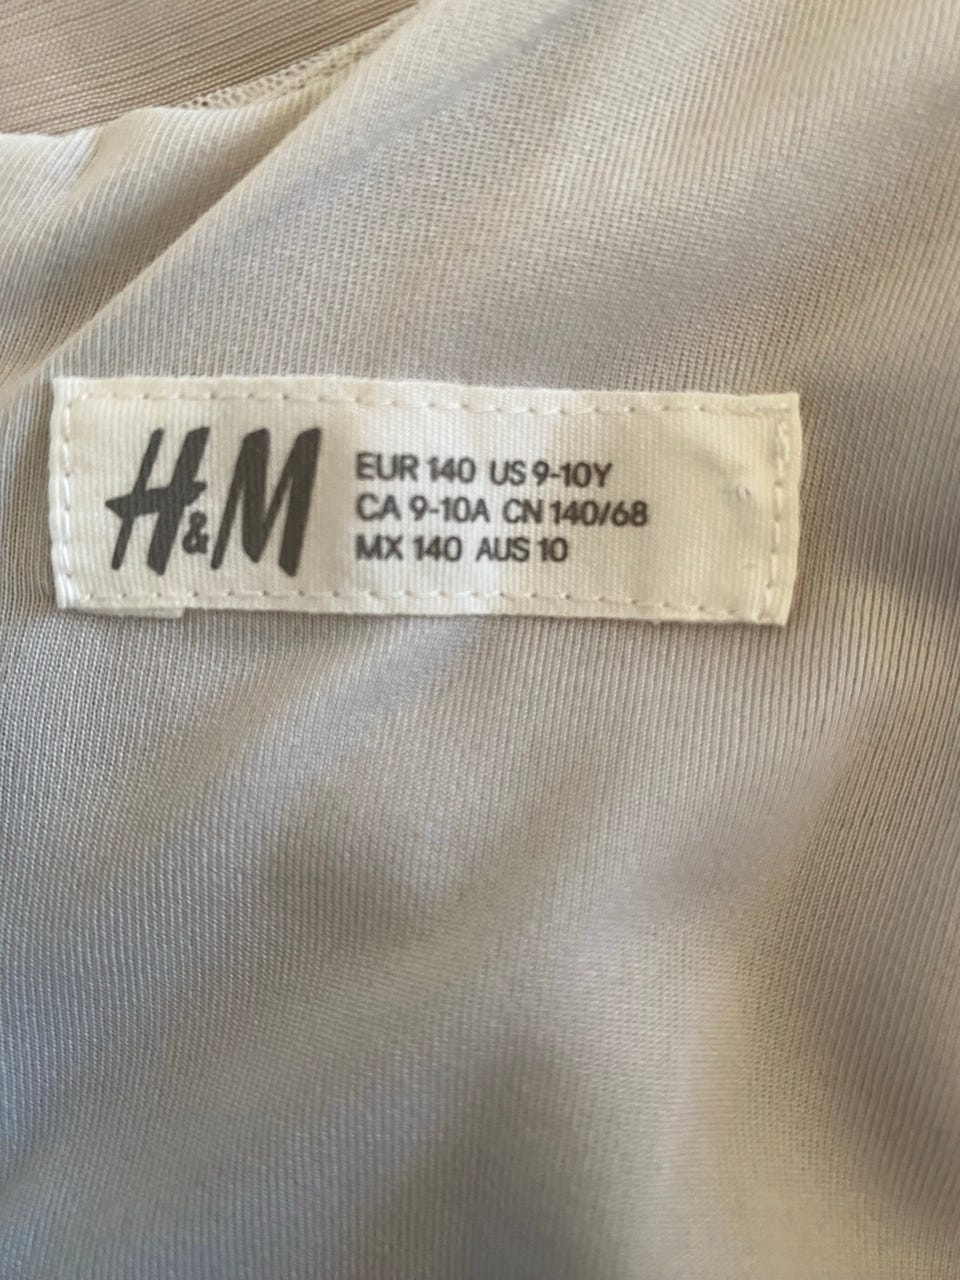 H&M
EUR 140 US 9-10Y
CA 9-10A CN 140/68
MX 140 AUS 10